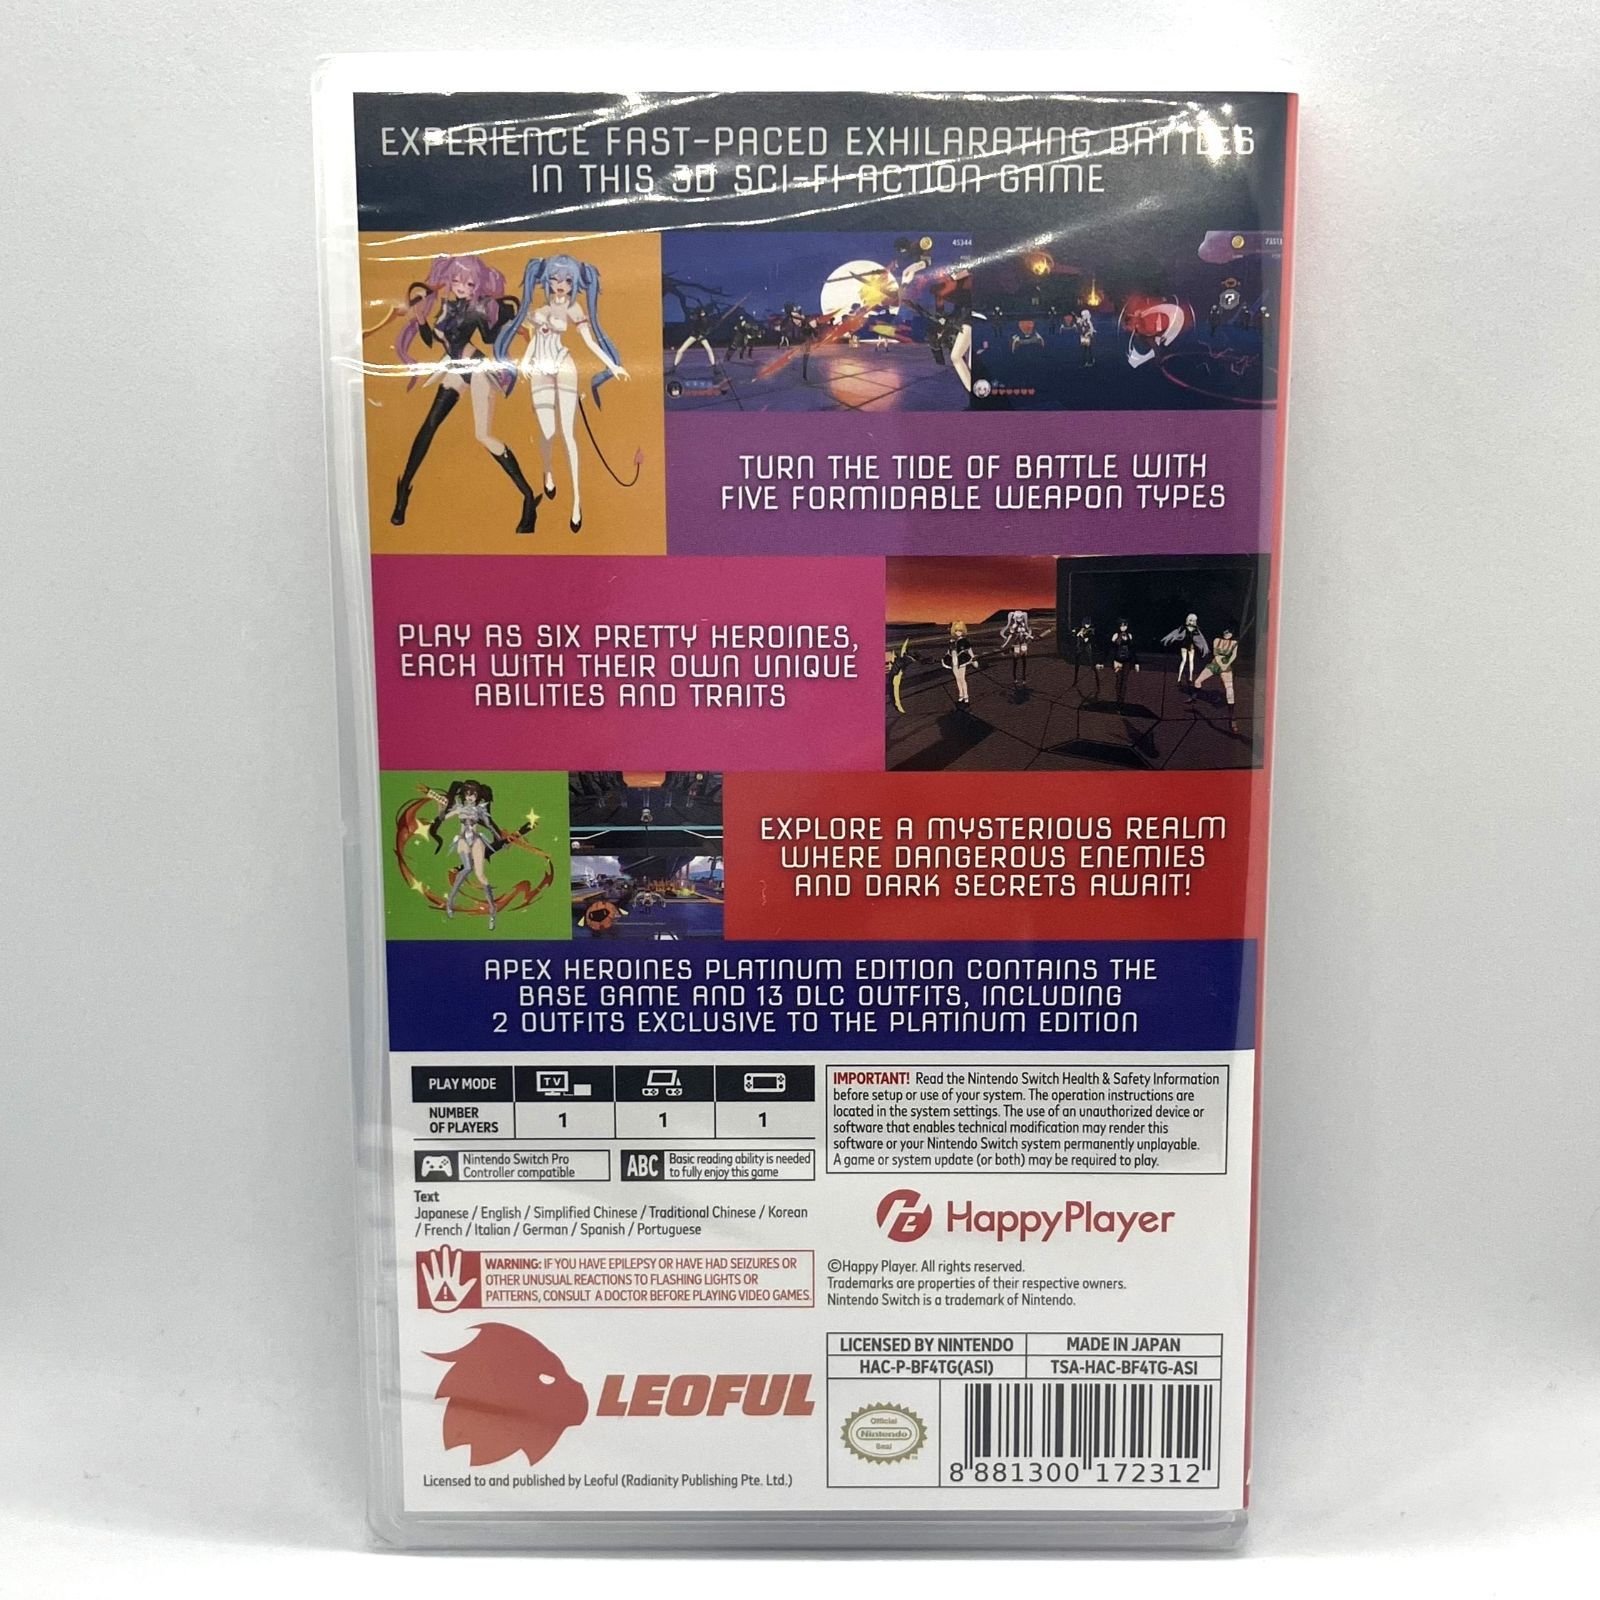 EXPERIENCE FAST-PACED EXHILARATING BATTLES
IN THIS 3D SCI-FI ACTION GAME
45344
?
TURN THE TIDE OF BATTLE WITH
FIVE FORMIDABLE WEAPON TYPES
PLAY AS SIX PRETTY HEROINES,
EACH WITH THEIR OWN UNIQUE
ABILITIES AND TRAITS
EXPLORE A MYSTERIOUS REALM
WHERE DANGEROUS ENEMIES
AND DARK SECRETS AWAIT!
APEX HEROINES PLATINUM EDITION CONTAINS THE
BASE GAME AND 13 DLC OUTFITS, INCLUDING
2 OUTFITS EXCLUSIVE TO THE PLATINUM EDITION
PLAY MODE TV
NUMBER
OF PLAYERS 1 1 1
Nintendo Switch Pro
Controller compatible
ABC Basic reading ability is needed
to fully enjoy this game
Text
Japanese / English / Simplified Chinese / Traditional Chinese / Korean
/ French / Italian / German / Spanish / Portuguese
WARNING: IF YOU HAVE EPILEPSY OR HAVE HAD SEIZURES OR
OTHER UNUSUAL REACTIONS TO FLASHING LIGHTS OR
PATTERNS, CONSULT A DOCTOR BEFORE PLAYING VIDEO GAMES.
LEOFUL
Licensed to and published by Leoful (Radianity Publishing Pte. Ltd.)
IMPORTANT! Read the Nintendo Switch Health & Safety Information
before setup or use of your system. The operation instructions are
located in the system settings. The use of an unauthorized device or
software that enables technical modification may render this
software or your Nintendo Switch system permanently unplayable.
A game or system update (or both) may be required to play.
HappyPlayer
©Happy Player. All rights reserved.
Trademarks are properties of their respective owners.
Nintendo Switch is a trademark of Nintendo.
LICENSED BY NINTENDO MADE IN JAPAN
HAC-P-BF4TG(ASI) TSA-HAC-BF4TG-ASI
Official
Nintendo
Seal
8 881300 172312